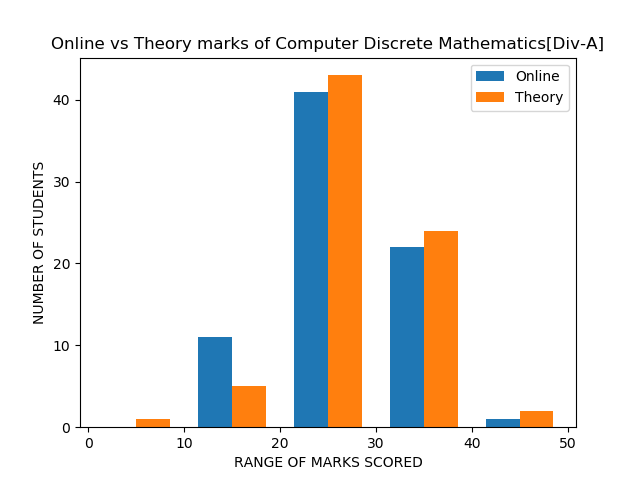 Online vs Theory marks of Computer Discrete Mathematics[Div-A]
Online
Theory
NUMBER OF STUDENTS
40
30
20
10
0
0 10 20 30 40 50
RANGE OF MARKS SCORED